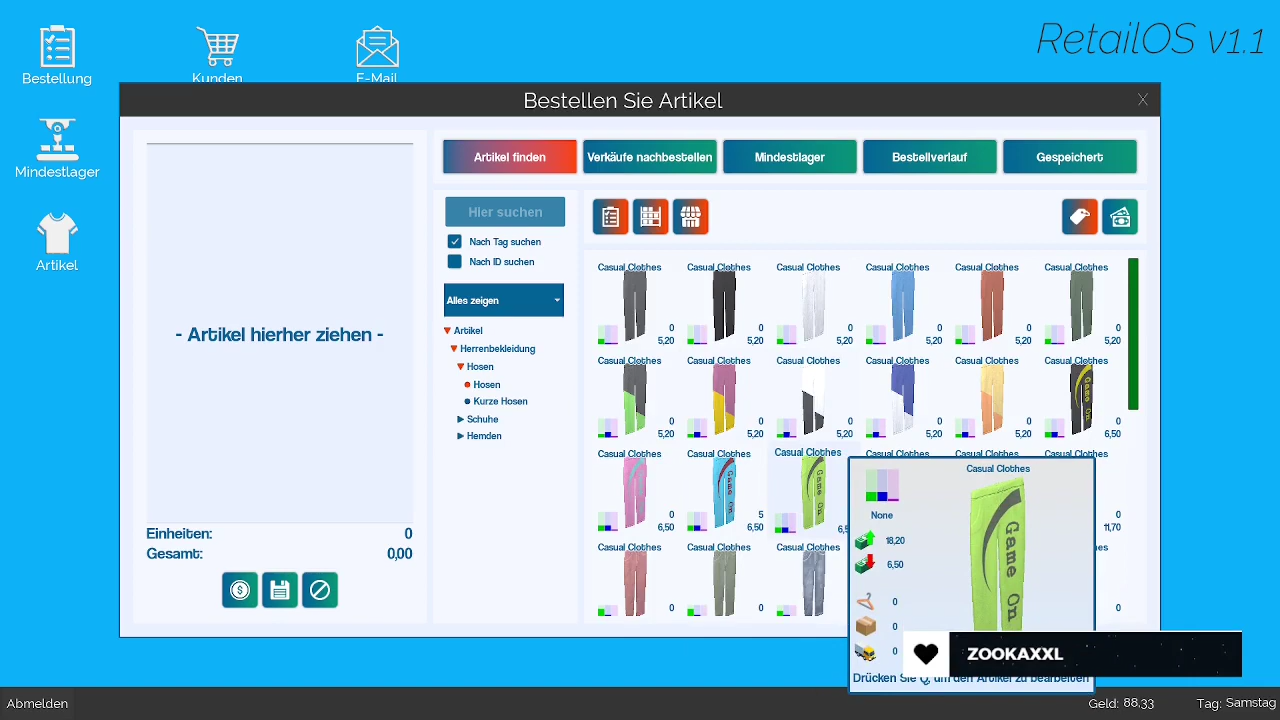 RetailOS v1.1
Bestellung
Kunden
E-Mail
Mindestlager
Artikel
Bestellen Sie Artikel
X
- Artikel hierher ziehen -
Einheiten: 0
Gesamt: 0,00
Artikel finden
Verkäufe nachbestellen
Mindestlager
Bestellverlauf
Gespeichert
Hier suchen
Nach Tag suchen
Nach ID suchen
Alles zeigen
Artikel
Herrenbekleidung
Hosen
Hosen
Kurze Hosen
Schuhe
Hemden
Casual Clothes Casual Clothes Casual Clothes Casual Clothes Casual Clothes Casual Clothes
0 0 0 0 0 0
5,20 5,20 5,20 5,20 5,20 5,20
Casual Clothes Casual Clothes Casual Clothes Casual Clothes Casual Clothes Casual Clothes
Game On
0 0 0 0 0 0
5,20 5,20 5,20 5,20 5,20 6,50
Casual Clothes Casual Clothes Casual Clothes
Game On Game On
0 5 0
6,50 6,50 11,70
Casual Clothes Casual Clothes Casual Clothes
0 0 0
Casual Clothes
None
18,20
6,50
0
0
0
Game On
Drücken Sie Q, um den Artikel zu bearbeiten
ZOOKAXXL
Abmelden
Geld: 88,33
Tag: Samstag